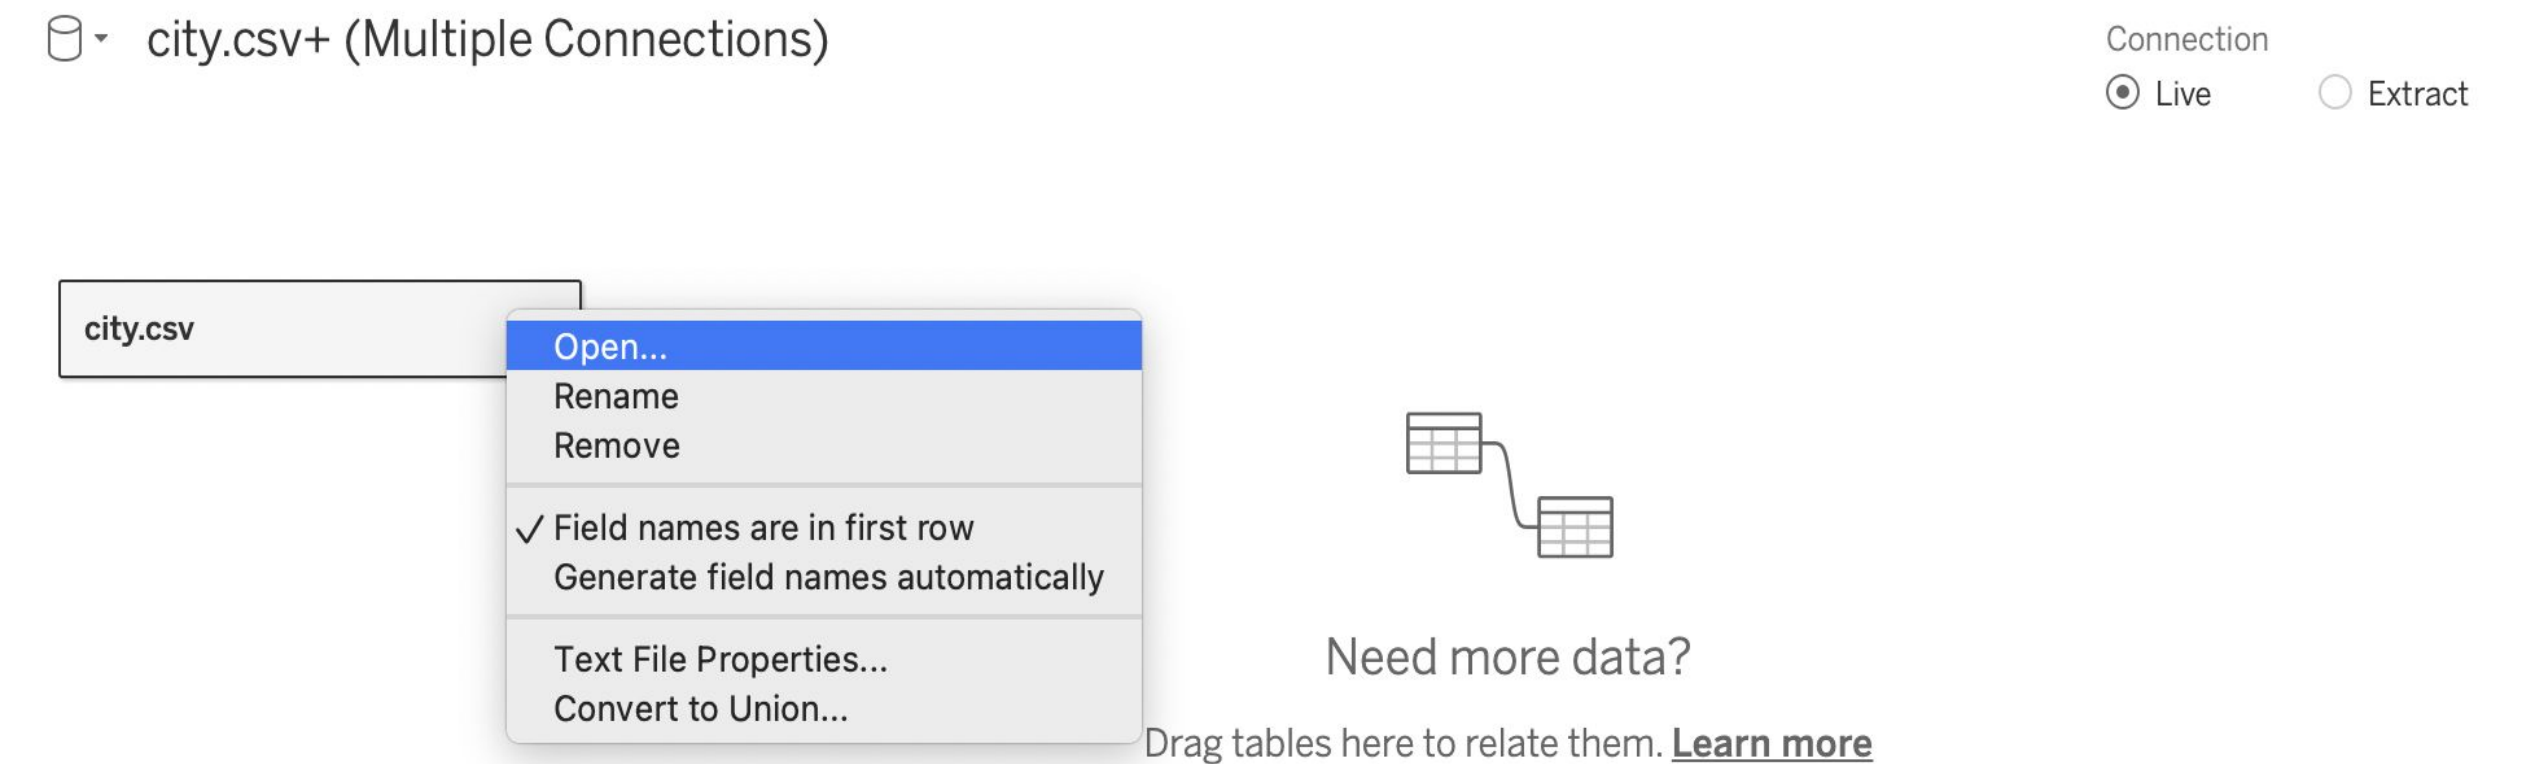 city.csv+ (Multiple Connections)
Connection
Live
Extract
city.csv
Open...
Rename
Remove
✓ Field names are in first row
Generate field names automatically
Text File Properties...
Convert to Union...
Need more data?
Drag tables here to relate them. Learn more